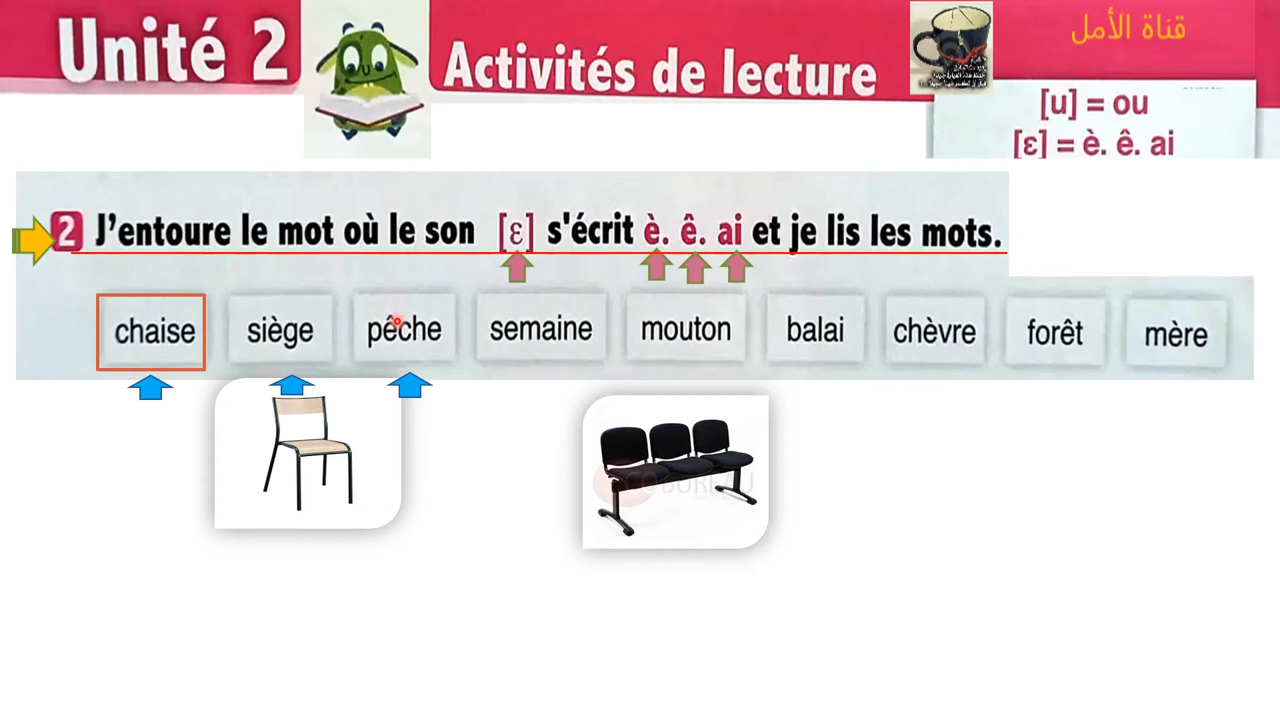 Unité 2
Activités de lecture
قناة الأمل
[u] = ou
[ɛ] = è. ê. ai
2 J'entoure le mot où le son [ɛ] s'écrit è. ê. ai et je lis les mots.
chaise siège pêche semaine mouton balai chèvre forêt mère